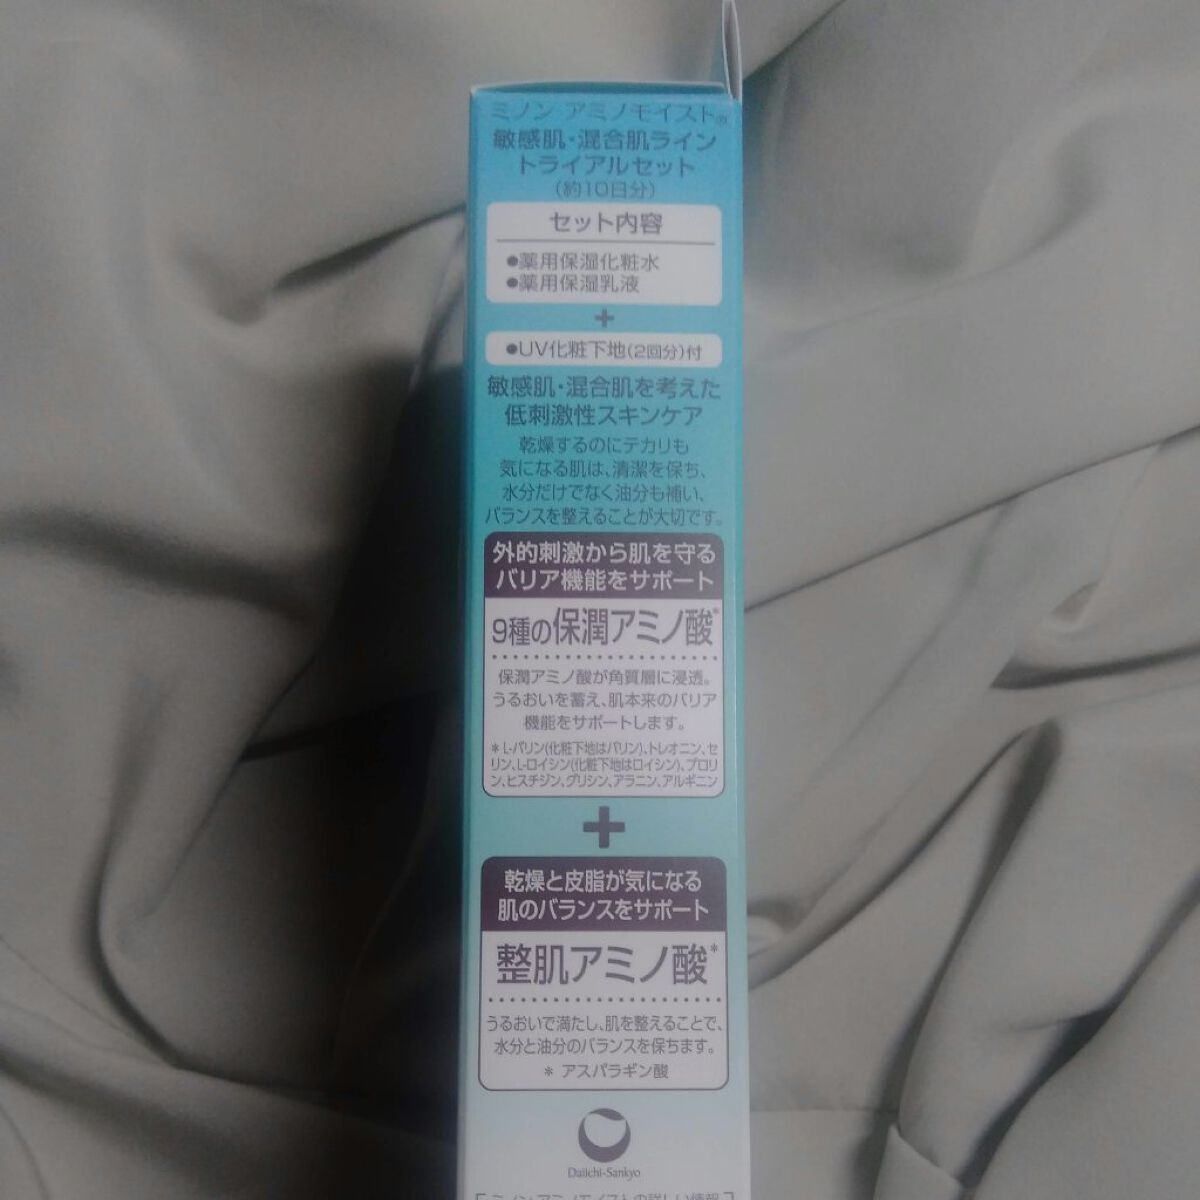 ミノン アミノモイスト®
敏感肌・混合肌ライン
トライアルセット
(約10日分)
セット内容
●薬用保湿化粧水
●薬用保湿乳液
+
●UV化粧下地(2回分)付
敏感肌・混合肌を考えた
低刺激性スキンケア
乾燥するのにテカリも
気になる肌は、清潔を保ち、
水分だけでなく油分も補い、
バランスを整えることが大切です。
外的刺激から肌を守る
バリア機能をサポート
9種の保潤アミノ酸*
保潤アミノ酸が角質層に浸透。
うるおいを蓄え、肌本来のバリア
機能をサポートします。
* L-バリン(化粧下地はバリン)、トレオニン、セ
リン、L-ロイシン(化粧下地はロイシン)、プロリ
ン、ヒスチジン、グリシン、アラニン、アルギニン
+
乾燥と皮脂が気になる
肌のバランスをサポート
整肌アミノ酸*
うるおいで満たし、肌を整えることで、
水分と油分のバランスを保ちます。
* アスパラギン酸
Daiichi-Sankyo
ミノン アミノモイストの詳しい情報